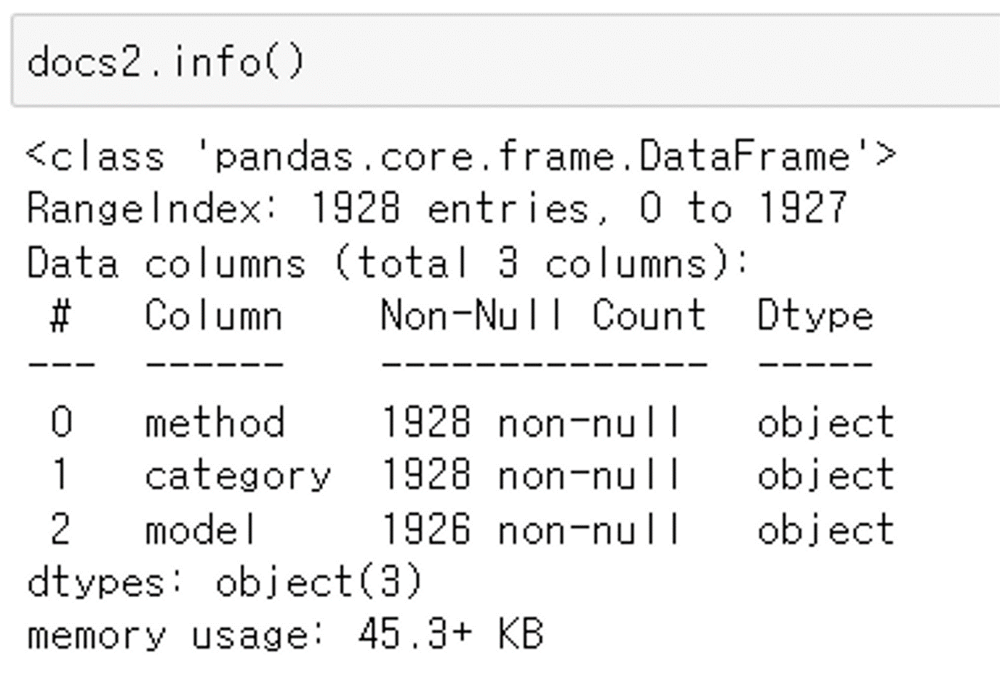 docs2.info()
<class 'pandas.core.frame.DataFrame'>
RangeIndex: 1928 entries, 0 to 1927
Data columns (total 3 columns):
 #   Column    Non-Null Count  Dtype
---  ------    --------------  -----
 0   method    1928 non-null   object
 1   category  1928 non-null   object
 2   model     1926 non-null   object
dtypes: object(3)
memory usage: 45.3+ KB